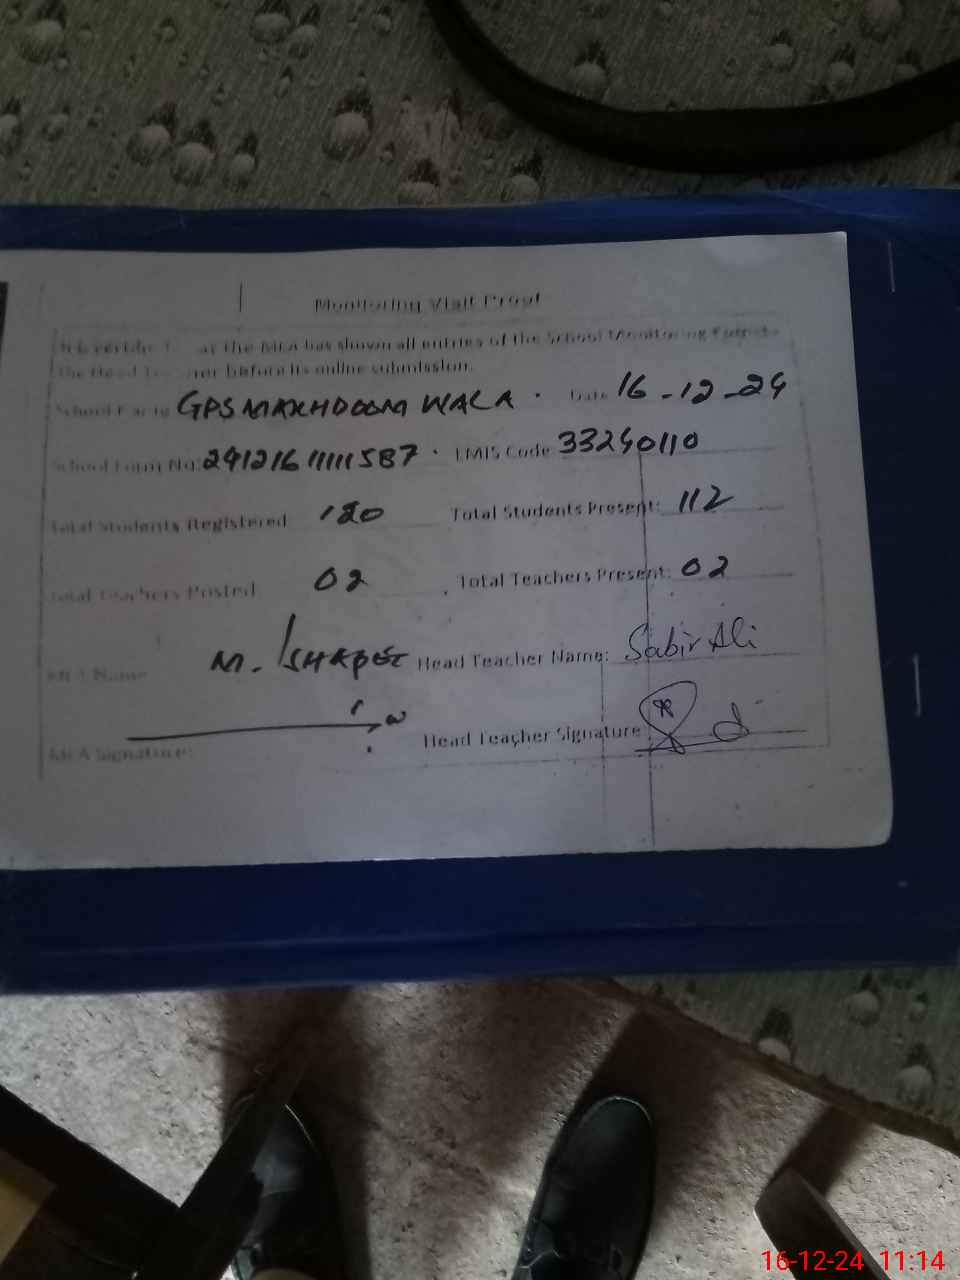 Monitoring Visit Proof
It is certified that the MEA has shown all entries of the School Monitoring Form to
the Head Teacher before its online submission.
School Name GPS MAKHDOOM WALA Date 16-12-24
School Form No: 24121611111587 EMIS Code 33240110
Total Students Registered 120 Total Students Present: 112
Total Teachers Posted 02 Total Teachers Present: 02
MEA Name M. Head Teacher Name: Sabir Ali
MEA Signature: Head Teacher Signature
16-12-24 11:14